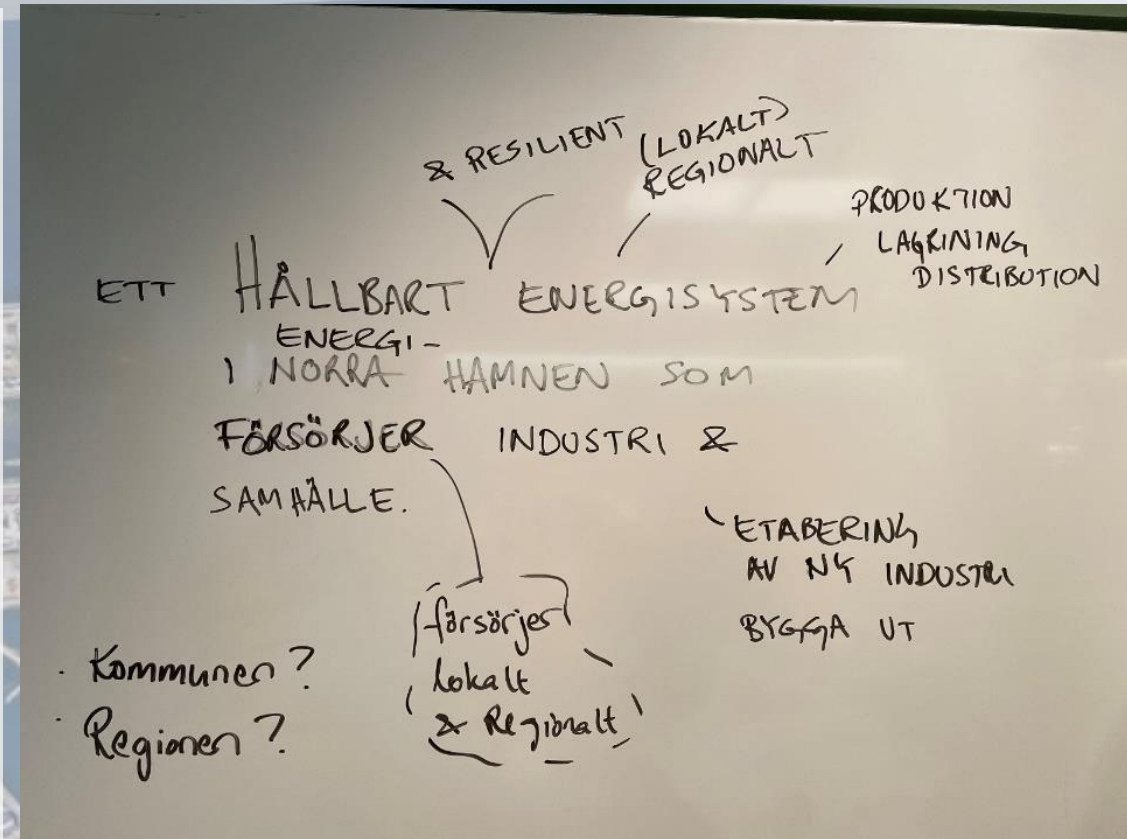 & RESILIENT
(LOKALT)
REGIONALT
PRODUKTION
LAGRINING
DISTRIBUTION
ETT HÅLLBART ENERGISYSTEM
ENERGI-
I NORRA HAMNEN SOM
FÖRSÖRJER INDUSTRI &
SAMHÄLLE.
ETABERING
AV NY INDUSTRI
BYGGA UT
försörjes
lokalt
& Regionalt
· Kommunen?
· Regionen?